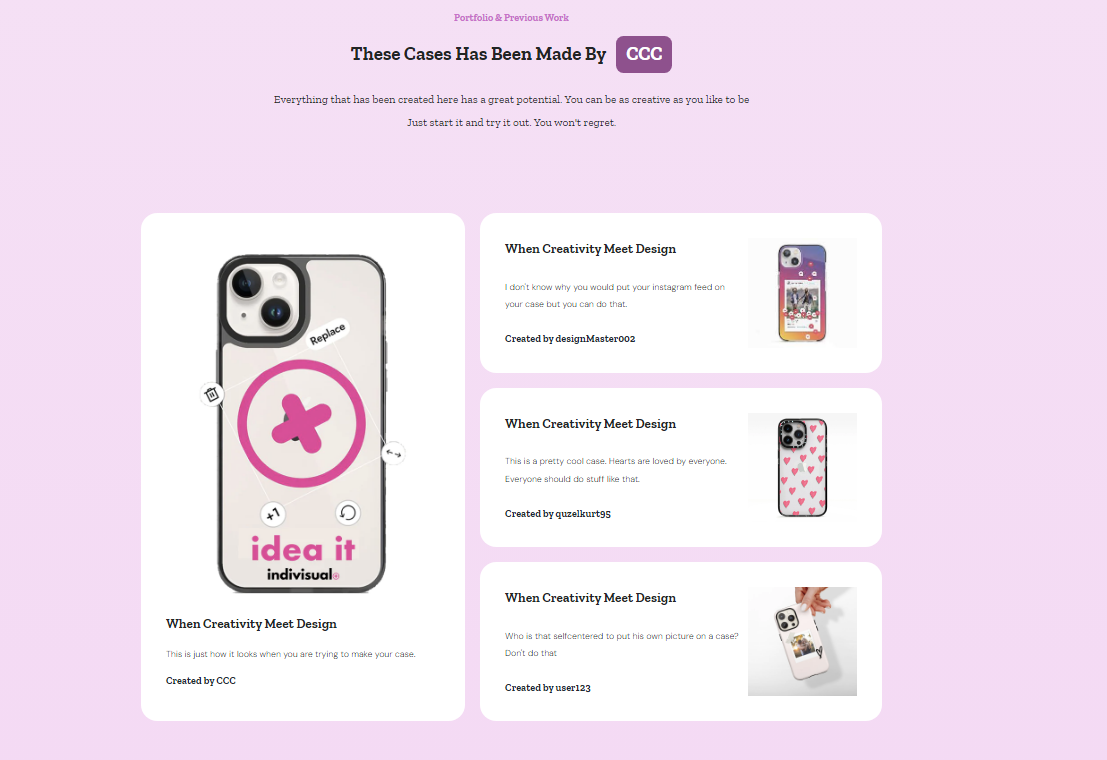 Portfolio & Previous Work
These Cases Has Been Made By CCC
Everything that has been created here has a great potential. You can be as creative as you like to be
Just start it and try it out. You won't regret.
Replace
+1
idea it
indivisual
When Creativity Meet Design
This is just how it looks when you are trying to make your case.
Created by CCC
When Creativity Meet Design
I don't know why you would put your instagram feed on
your case but you can do that.
Created by designMaster002
When Creativity Meet Design
This is a pretty cool case. Hearts are loved by everyone.
Everyone should do stuff like that.
Created by quzelkurt95
When Creativity Meet Design
Who is that selfcentered to put his own picture on a case?
Don't do that
Created by user123